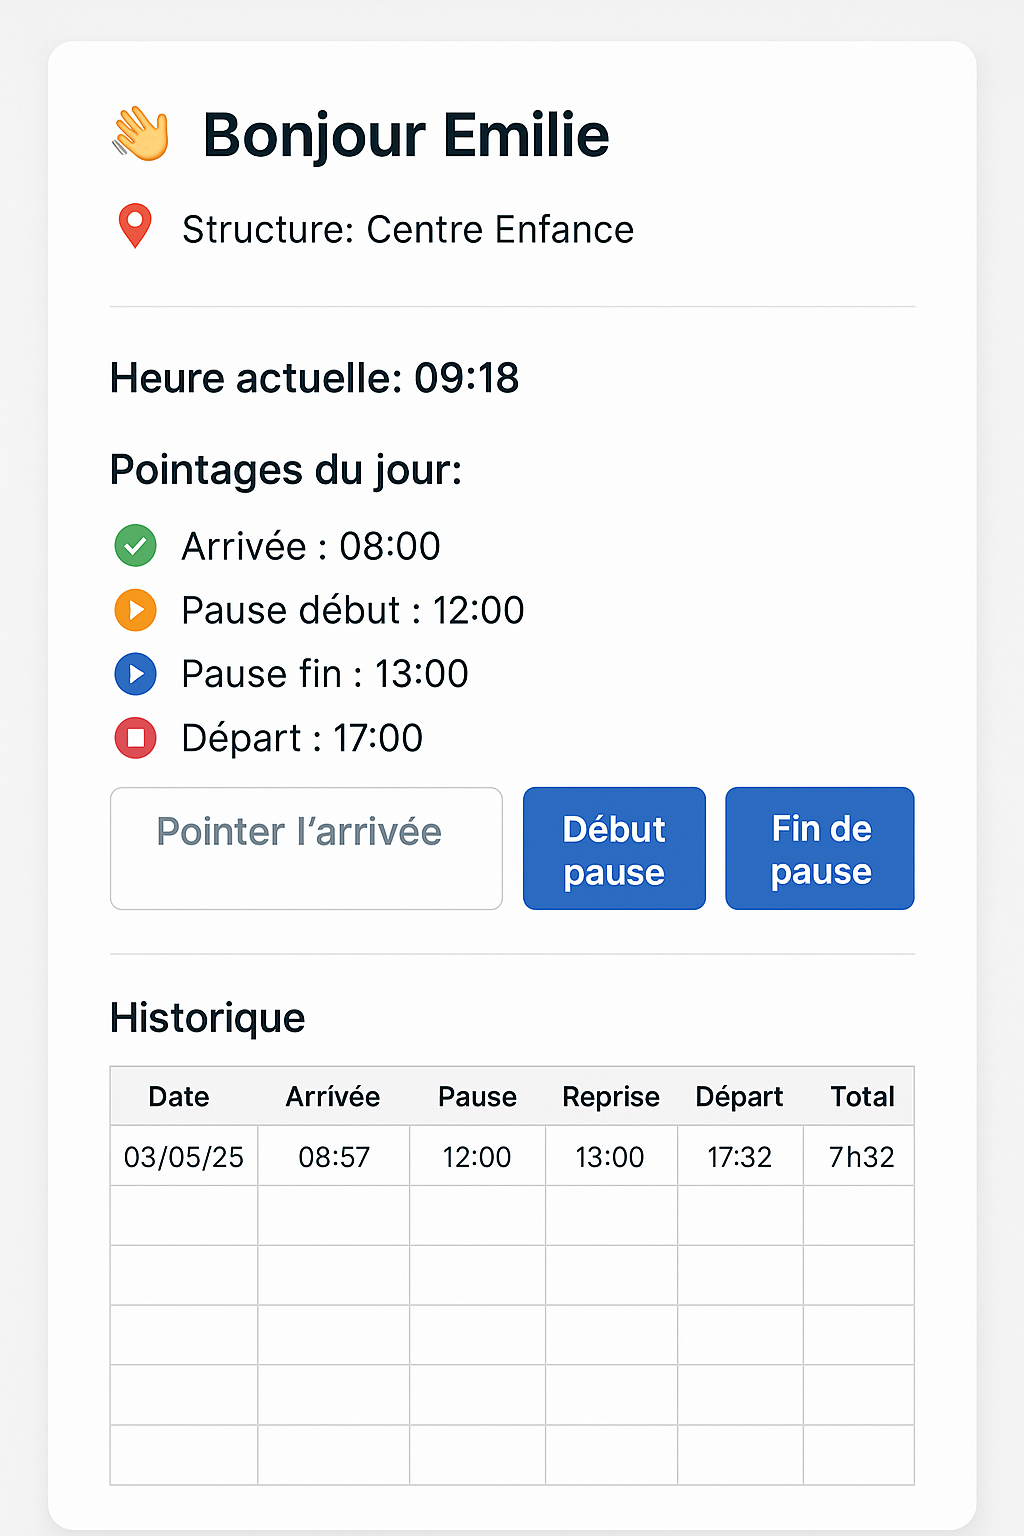 Bonjour Emilie
Structure: Centre Enfance
Heure actuelle: 09:18
Pointages du jour:
Arrivée : 08:00
Pause début : 12:00
Pause fin : 13:00
Départ : 17:00
Pointer l’arrivée
Début
pause
Fin de
pause
Historique
Date Arrívée Pause Reprise Départ Total
03/05/25 08:57 12:00 13:00 17:32 7h32